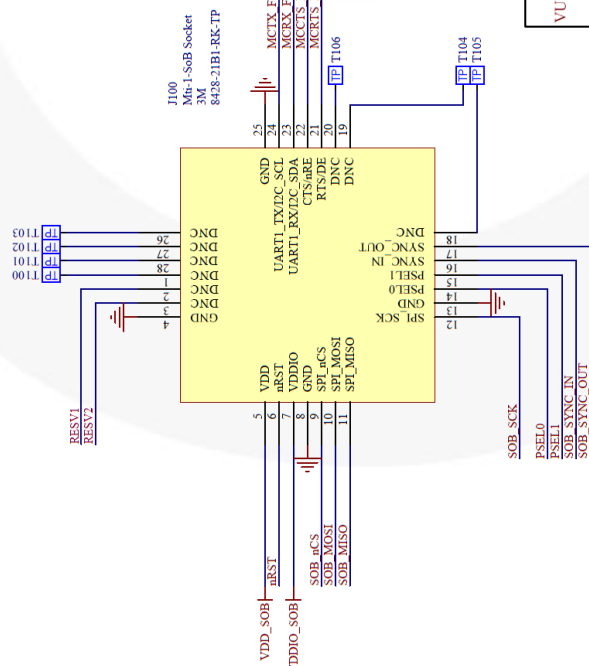 VU
J100
Mti-1-SoB Socket
3M
8428-21B1-RK-TP
MCTX_F
MCRX_F
MCCTS
MCRTS
TP T106
TP T104
TP T105
25 GND
24 UART1_TX/I2C_SCL
23 UART1_RX/I2C_SDA
22 CTS/nRE
21 RTS/DE
20 DNC
19 DNC
T103 TP 26 DNC
T102 TP 27 DNC
T101 TP 28 DNC
T100 TP 1 DNC
2 DNC
3 GND
4
DNC 18
SYNC_OUT 17
SYNC_IN 16
PSEL1 15
PSEL0 14
GND 13
SPI_SCK 12
5 VDD
6 nRST
7 VDDIO
8 GND
9 SPI_nCS
10 SPI_MOSI
11 SPI_MISO
RESV1
RESV2
SOB_SCK
PSEL0
PSEL1
SOB_SYNC_IN
SOB_SYNC_OUT
VDD_SOB
nRST
DDIO_SOB
SOB_nCS
SOB_MOSI
SOB_MISO